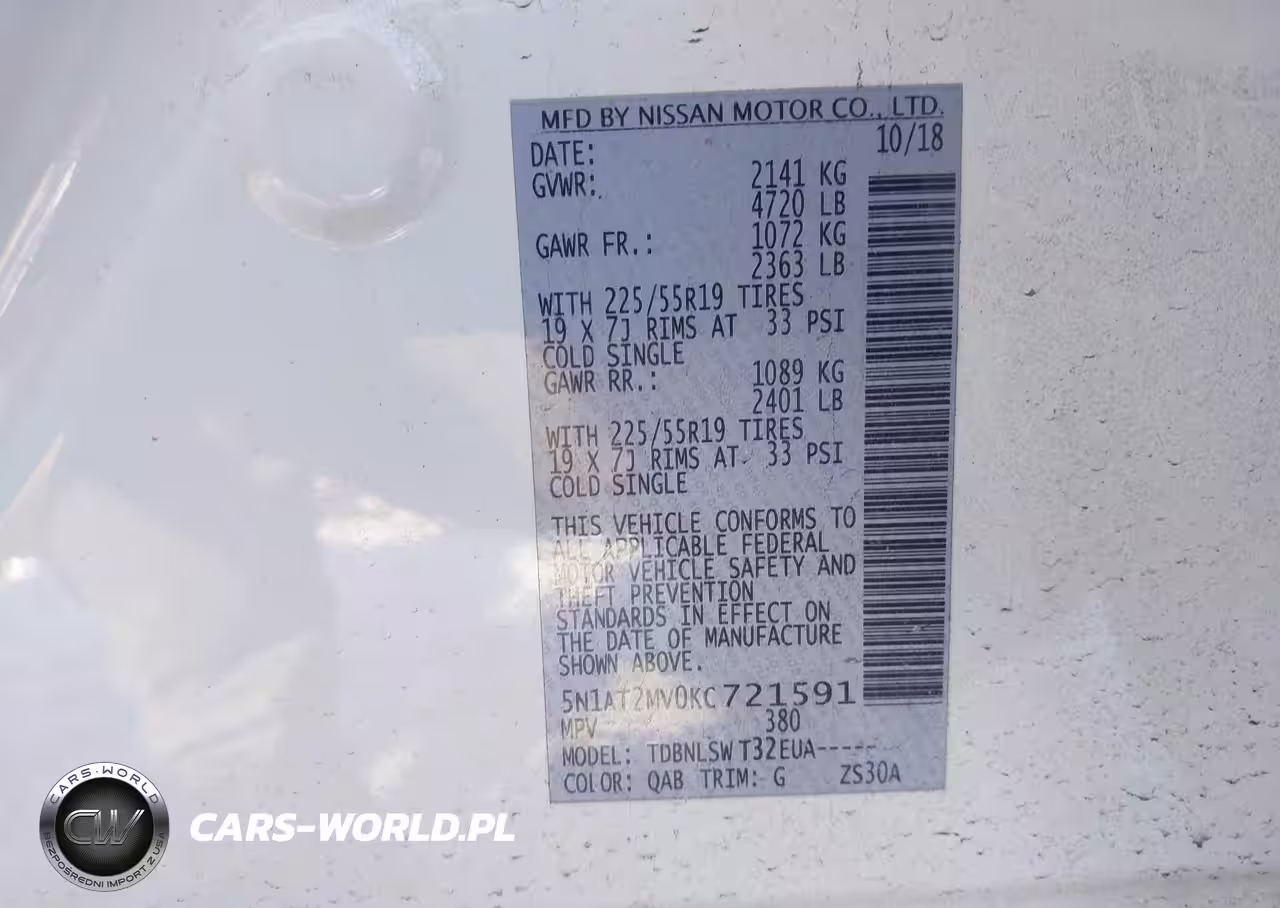 MFD BY NISSAN MOTOR CO., LTD.
DATE: 10/18
GVWR: 2141 KG
4720 LB
GAWR FR.: 1072 KG
2363 LB
WITH 225/55R19 TIRES
19 X 7J RIMS AT 33 PSI
COLD SINGLE
GAWR RR.: 1089 KG
2401 LB
WITH 225/55R19 TIRES
19 X 7J RIMS AT 33 PSI
COLD SINGLE
THIS VEHICLE CONFORMS TO
ALL APPLICABLE FEDERAL
MOTOR VEHICLE SAFETY AND
THEFT PREVENTION
STANDARDS IN EFFECT ON
THE DATE OF MANUFACTURE
SHOWN ABOVE.
5N1AT2MV0KC721591
MPV 380
MODEL: TDBNLSW T32EUA-----
COLOR: QAB TRIM: G ZS30A
CARS-WORLD
CW
BEZPOŚREDNI IMPORT Z USA
CARS-WORLD.PL